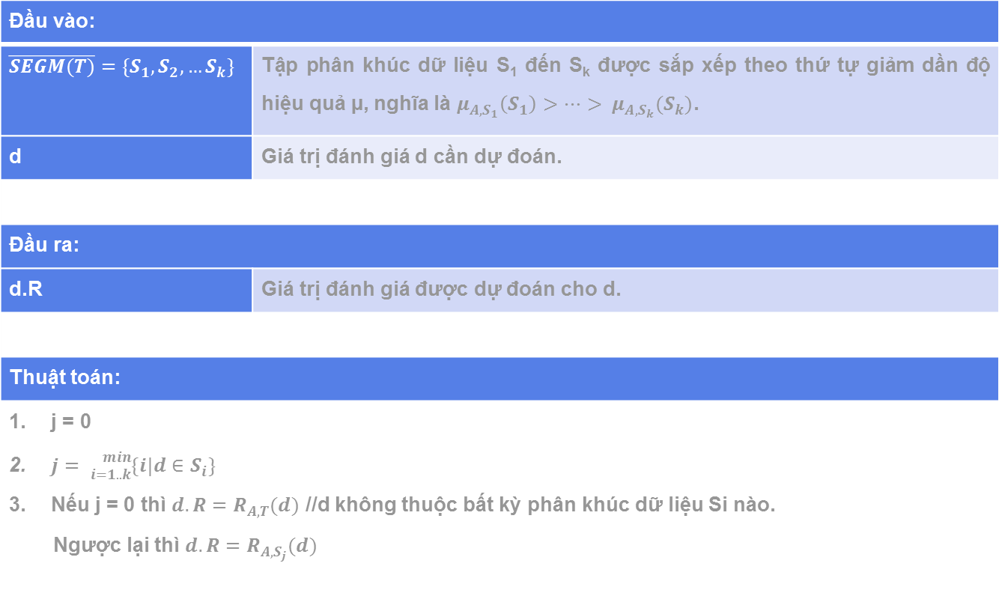 Đầu vào:
$\overline{SEGM(T)} = \{S_1, S_2, \dots S_k\}$
Tập phân khúc dữ liệu S₁ đến Sₖ được sắp xếp theo thứ tự giảm dần độ
hiệu quả μ, nghĩa là $\mu_{A,S_1}(S_1) > \cdots > \mu_{A,S_k}(S_k)$.
d
Giá trị đánh giá d cần dự đoán.
Đầu ra:
d.R
Giá trị đánh giá được dự đoán cho d.
Thuật toán:
1. j = 0
2. $j = \min_{i=1..k}\{i|d \in S_i\}$
3. Nếu j = 0 thì $d.R = R_{A,T}(d)$ //d không thuộc bất kỳ phân khúc dữ liệu Si nào.
Ngược lại thì $d.R = R_{A,S_j}(d)$